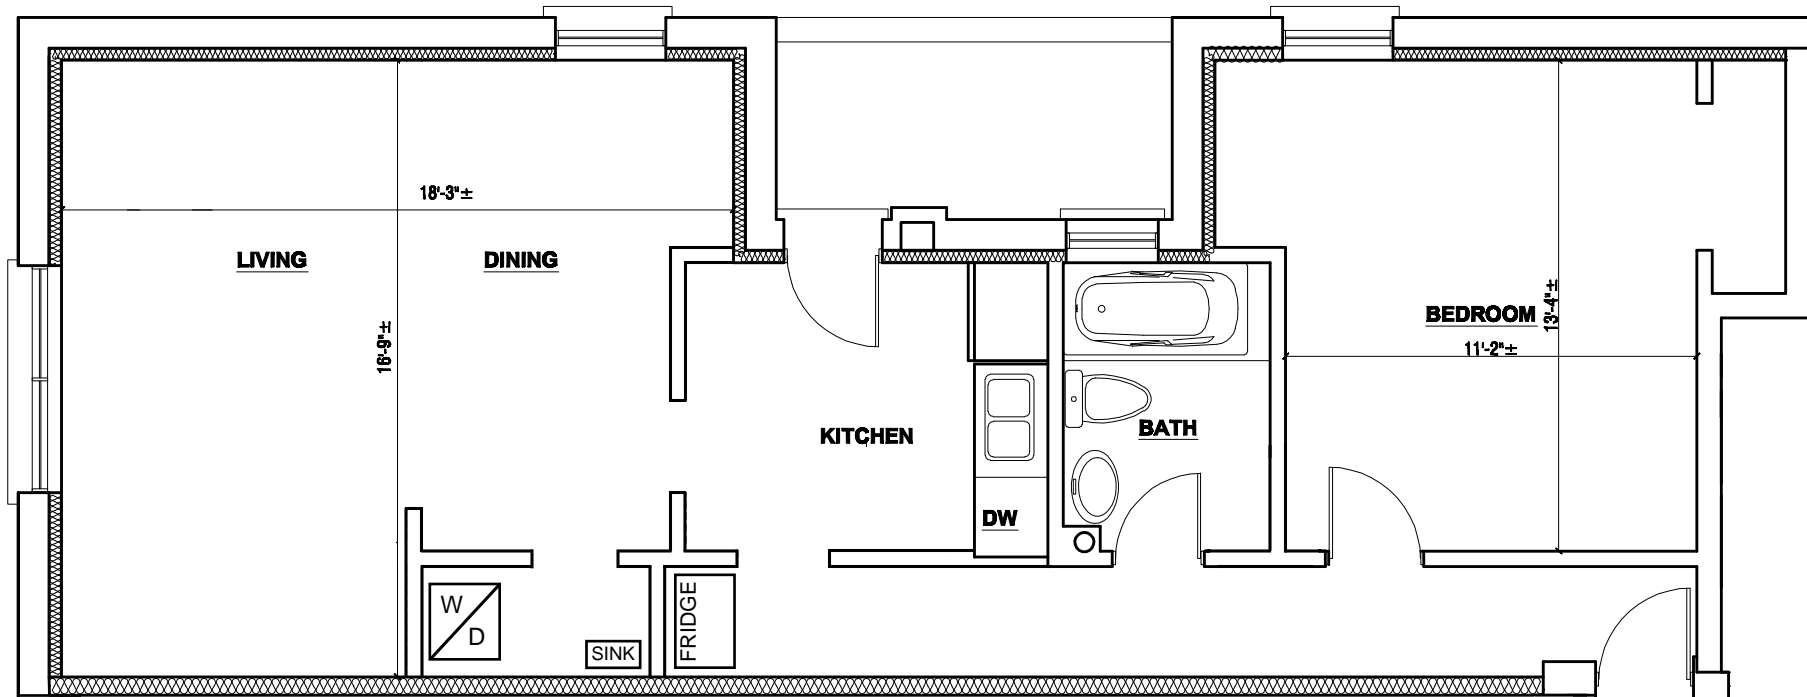 18'-3"±
LIVING
DINING
16'-9"±
BEDROOM
13'-4"±
11'-2"±
KITCHEN
BATH
DW
W
D
SINK
FRIDGE